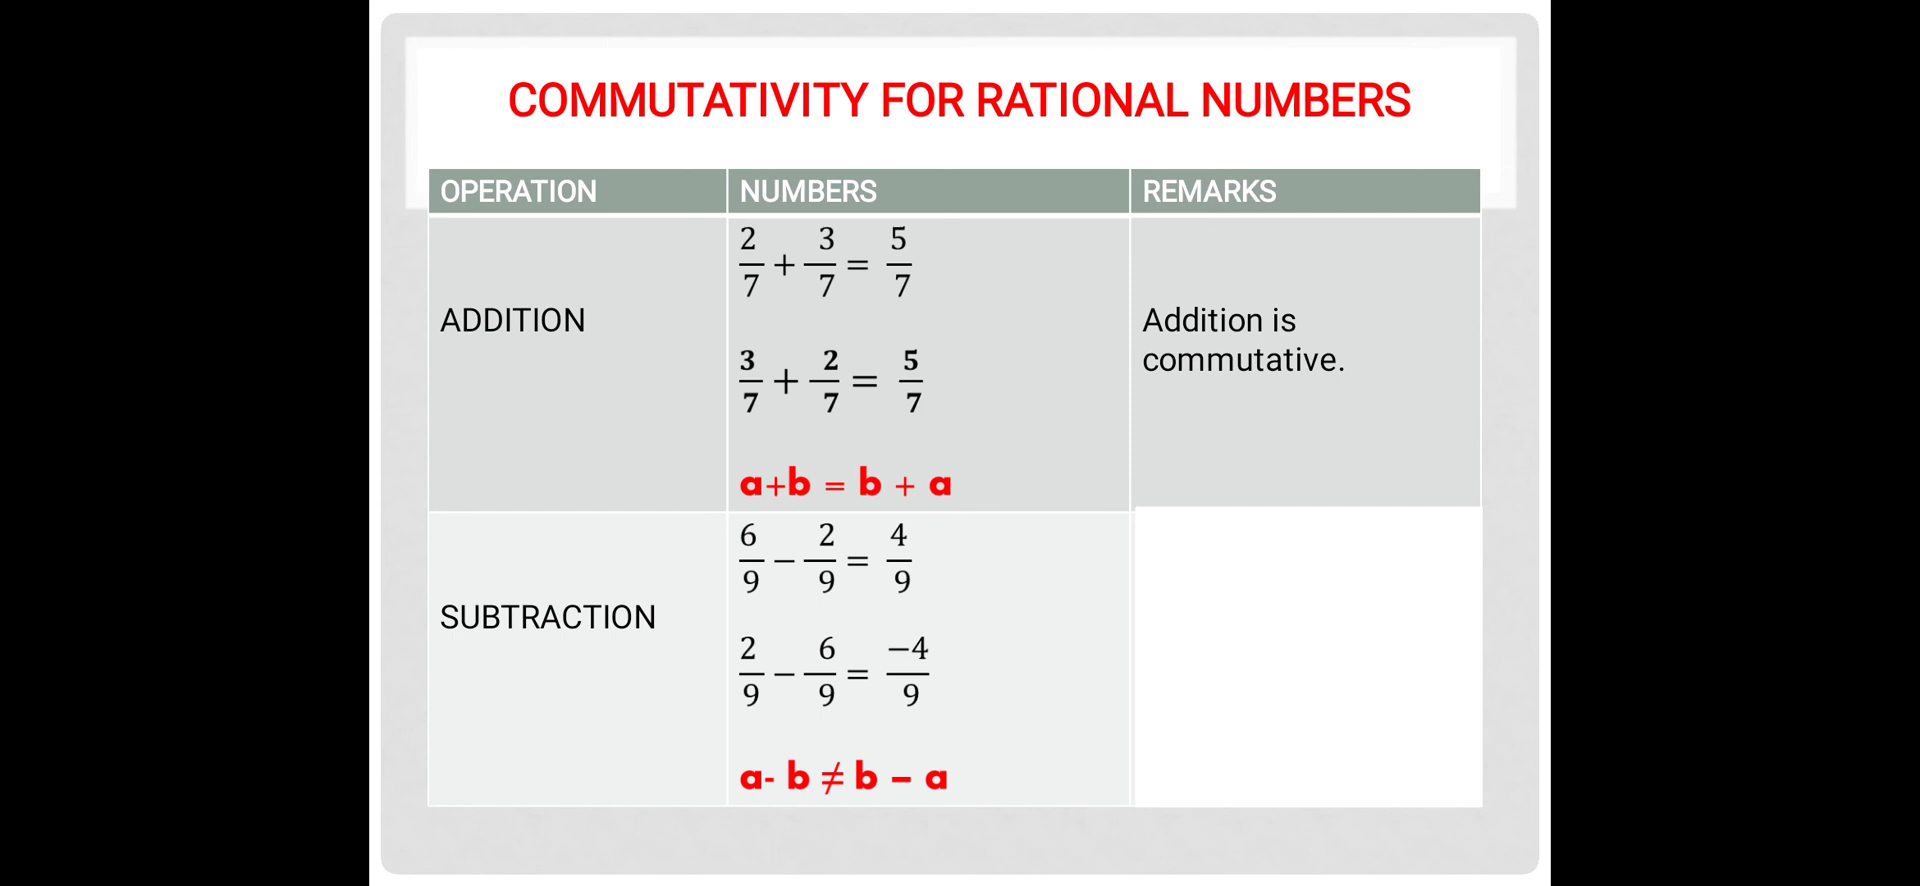 COMMUTATIVITY FOR RATIONAL NUMBERS
OPERATION NUMBERS REMARKS
ADDITION
2/7 + 3/7 = 5/7
3/7 + 2/7 = 5/7
a+b = b + a
Addition is
commutative.
SUBTRACTION
6/9 − 2/9 = 4/9
2/9 − 6/9 = −4/9
a- b ≠ b – a